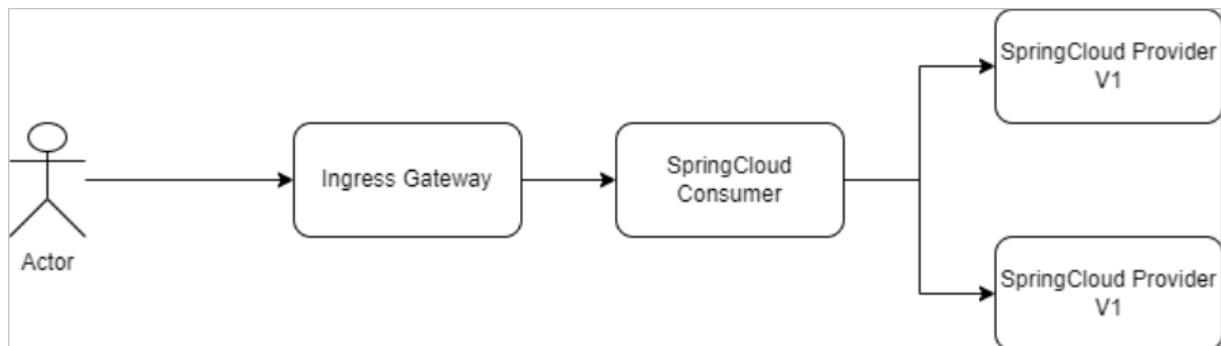 SpringCloud Provider
V1
Ingress Gateway
SpringCloud
Consumer
Actor
SpringCloud Provider
V1